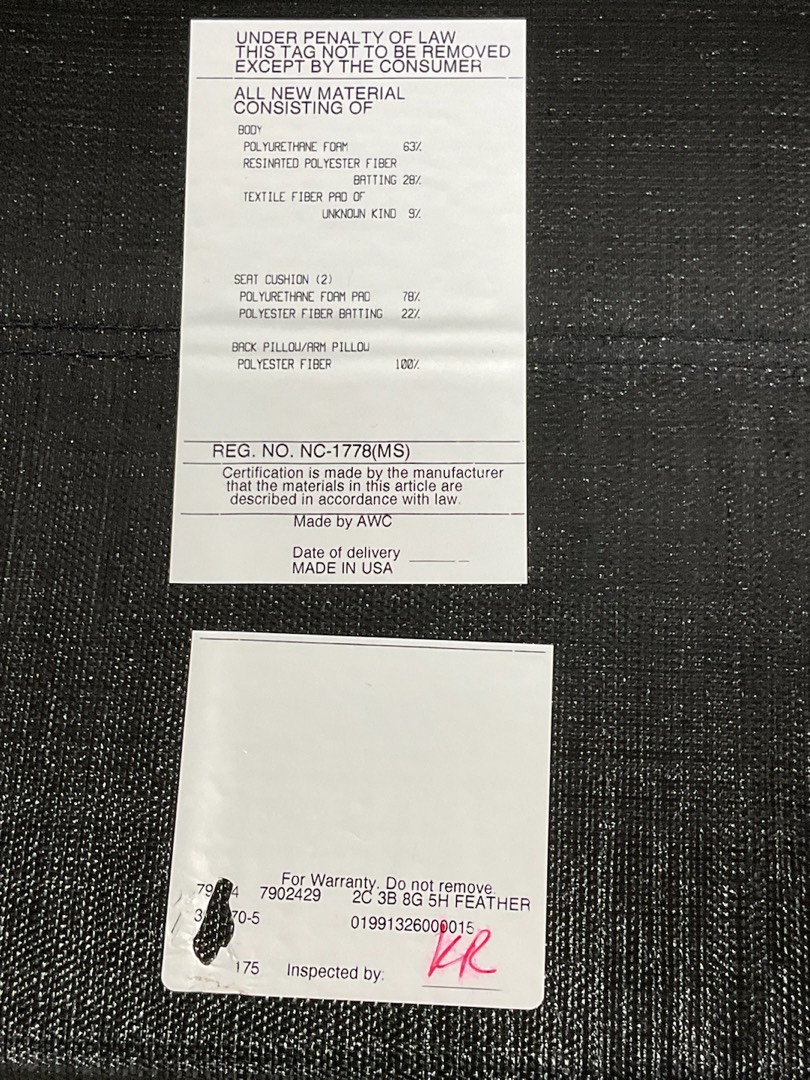 UNDER PENALTY OF LAW
THIS TAG NOT TO BE REMOVED
EXCEPT BY THE CONSUMER
ALL NEW MATERIAL
CONSISTING OF
BODY
POLYURETHANE FOAM 63%
RESINATED POLYESTER FIBER
BATTING 28%
TEXTILE FIBER PAD OF
UNKNOWN KIND 9%
SEAT CUSHION (2)
POLYURETHANE FOAM PAD 78%
POLYESTER FIBER BATTING 22%
BACK PILLOW/ARM PILLOW
POLYESTER FIBER 100%
REG. NO. NC-1778(MS)
Certification is made by the manufacturer
that the materials in this article are
described in accordance with law.
Made by AWC
Date of delivery
MADE IN USA
For Warranty. Do not remove.
7902429 2C 3B 8G 5H FEATHER
70-5 01991326000015
175 Inspected by: KR